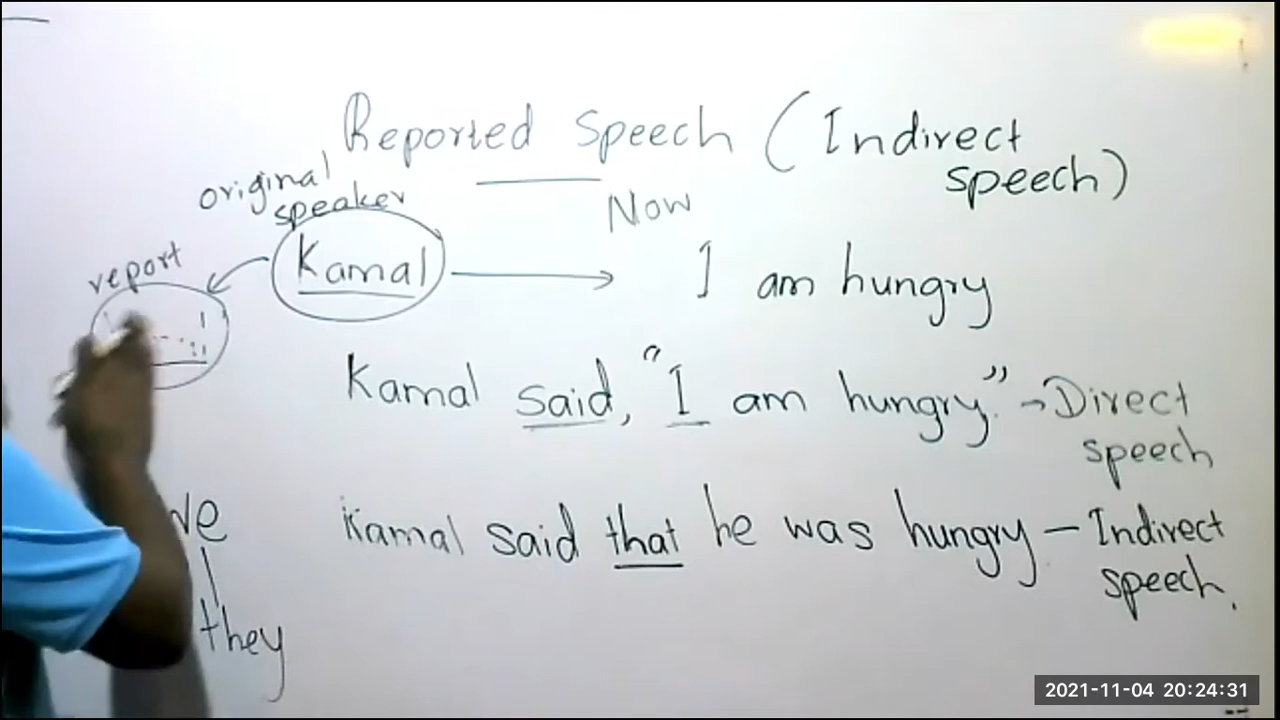 Reported Speech (Indirect
speech)
original
speaker
Now
report
Kamal
I am hungry
Kamal said, "I am hungry." → Direct
speech
we
Kamal said that he was hungry – Indirect
speech.
they
2021-11-04 20:24:31